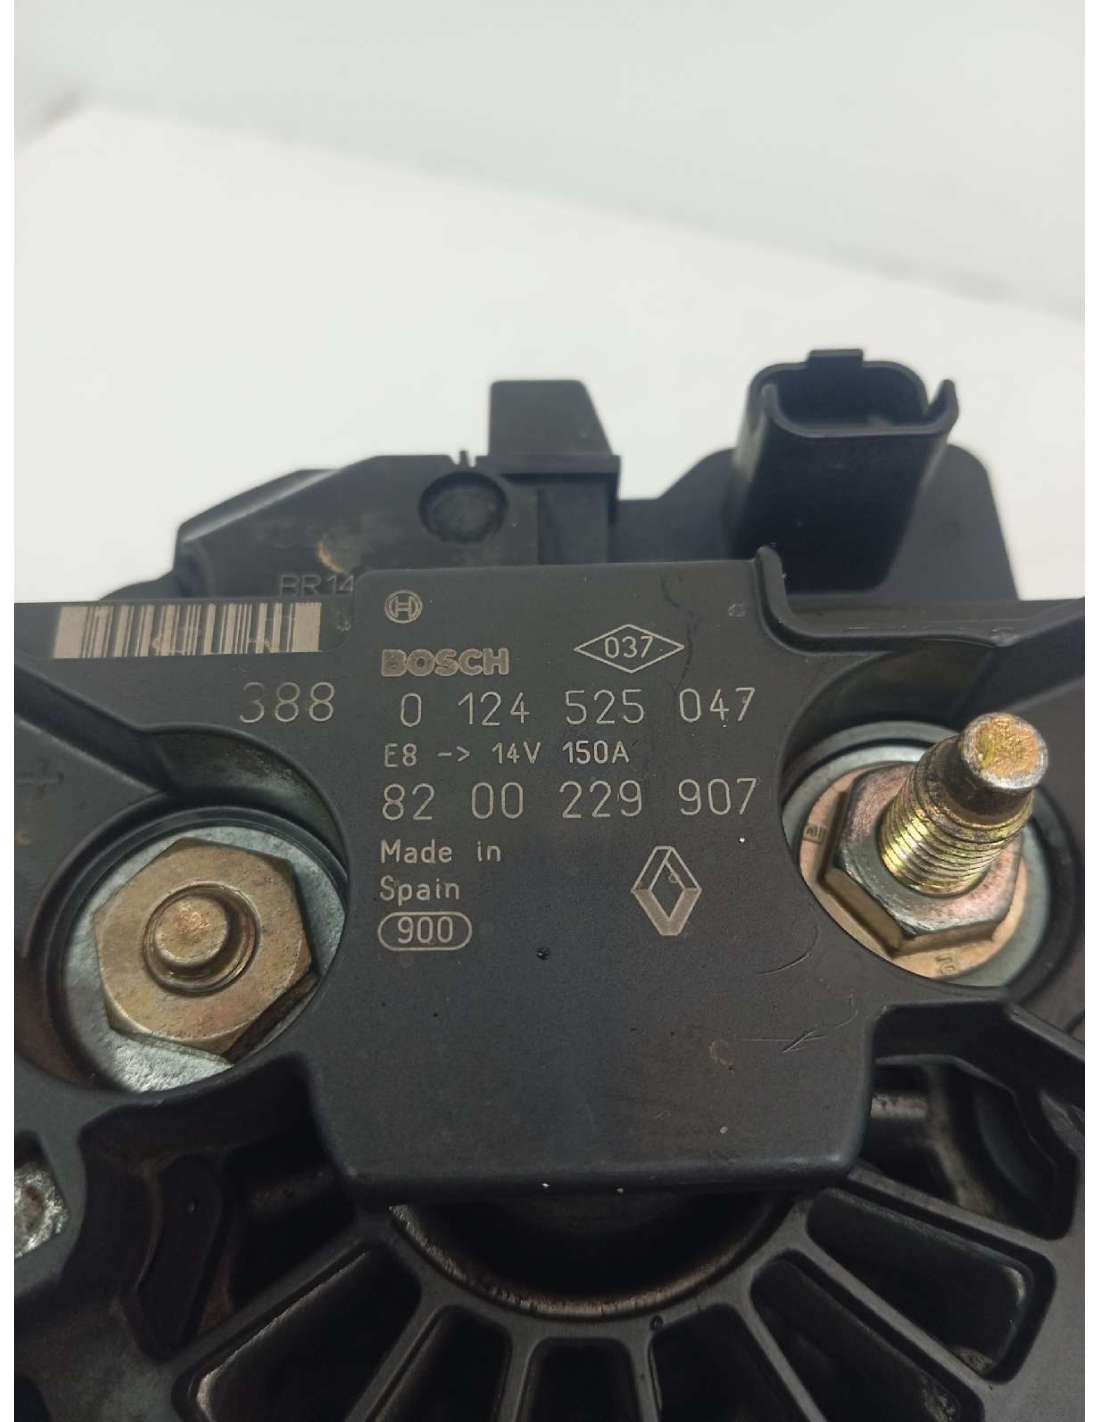 BR14
BOSCH
037
388 0 124 525 047
E8 -> 14V 150A
82 00 229 907
Made in
Spain
900